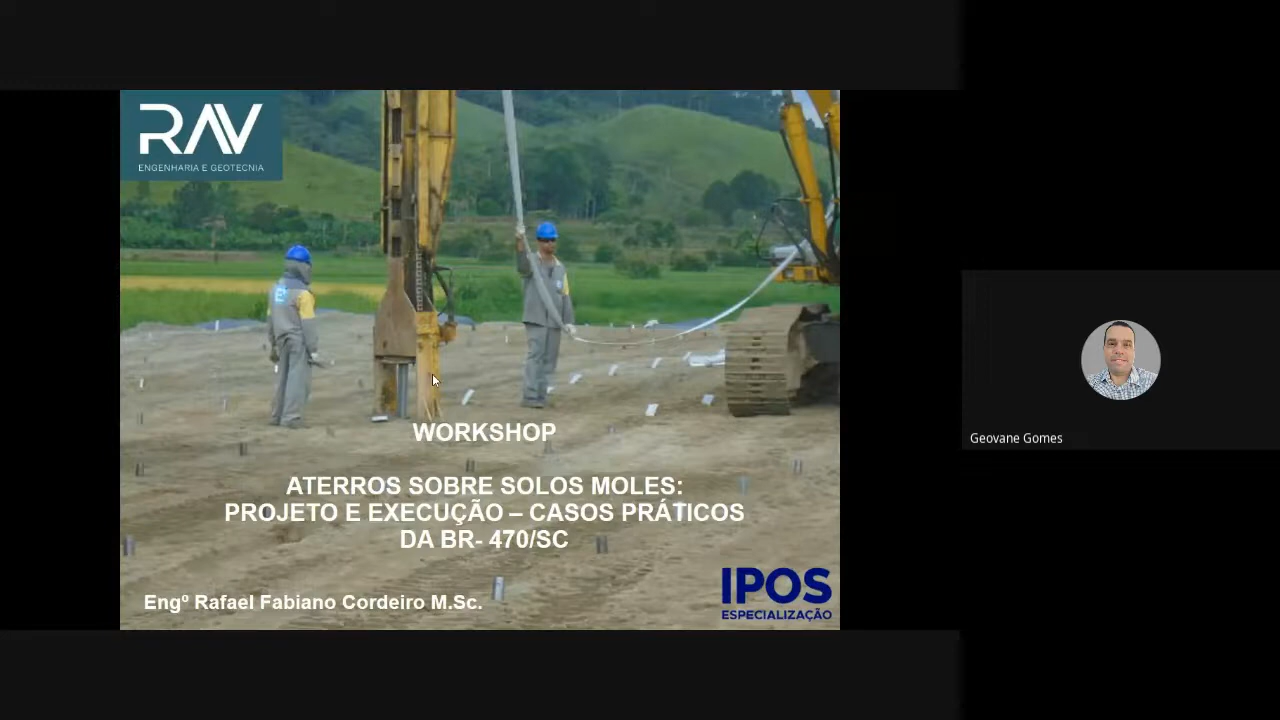 RAV
ENGENHARIA E GEOTECNIA
WORKSHOP
ATERROS SOBRE SOLOS MOLES:
PROJETO E EXECUÇÃO – CASOS PRÁTICOS
DA BR- 470/SC
Engº Rafael Fabiano Cordeiro M.Sc.
IPOS
ESPECIALIZAÇÃO
Geovane Gomes